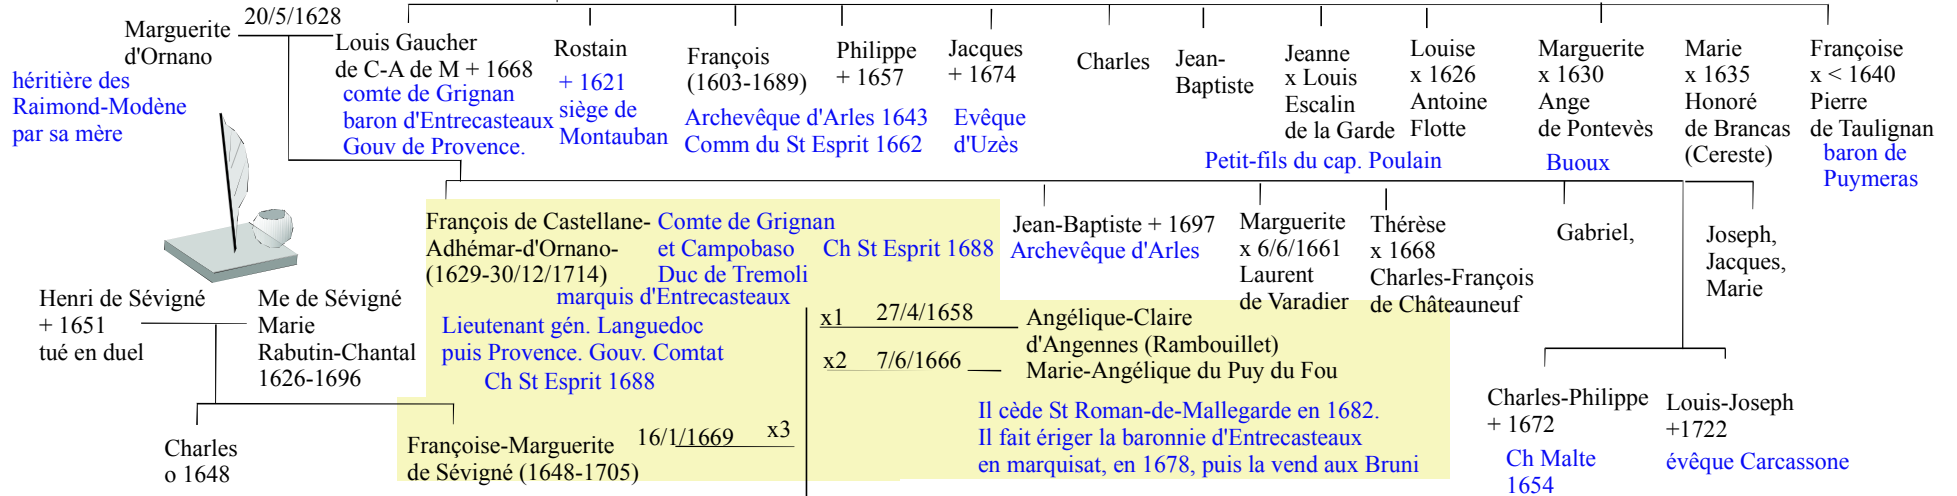 20/5/1628
Marguerite
d'Ornano
héritière des
Raimond-Modène
par sa mère
Louis Gaucher
de C-A de M + 1668
comte de Grignan
baron d'Entrecasteaux
Gouv de Provence.
Rostain
+ 1621
siège de
Montauban
François
(1603-1689)
Archevêque d'Arles 1643
Comm du St Esprit 1662
Philippe
+ 1657
Jacques
+ 1674
Evêque
d'Uzès
Charles
Jean-
Baptiste
Jeanne
x Louis
Escalin
de la Garde
Petit-fils du cap. Poulain
Louise
x 1626
Antoine
Flotte
Marguerite
x 1630
Ange
de Pontevès
Buoux
Marie
x 1635
Honoré
de Brancas
(Cereste)
Françoise
x < 1640
Pierre
de Taulignan
baron de
Puymeras
François de Castellane-
Adhémar-d'Ornano-
(1629-30/12/1714)
Comte de Grignan
et Campobaso
Duc de Tremoli
marquis d'Entrecasteaux
Ch St Esprit 1688
Lieutenant gén. Languedoc
puis Provence. Gouv. Comtat
Ch St Esprit 1688
Jean-Baptiste + 1697
Archevêque d'Arles
Marguerite
x 6/6/1661
Laurent
de Varadier
Thérèse
x 1668
Charles-François
de Châteauneuf
Gabriel,
Joseph,
Jacques,
Marie
Henri de Sévigné
+ 1651
tué en duel
Me de Sévigné
Marie
Rabutin-Chantal
1626-1696
x1 27/4/1658
Angélique-Claire
d'Angennes (Rambouillet)
x2 7/6/1666
Marie-Angélique du Puy du Fou
Il cède St Roman-de-Mallegarde en 1682.
Il fait ériger la baronnie d'Entrecasteaux
en marquisat, en 1678, puis la vend aux Bruni
Charles-Philippe
+ 1672
Ch Malte
1654
Louis-Joseph
+1722
évêque Carcassone
Charles
o 1648
Françoise-Marguerite
de Sévigné (1648-1705)
16/1/1669 x3